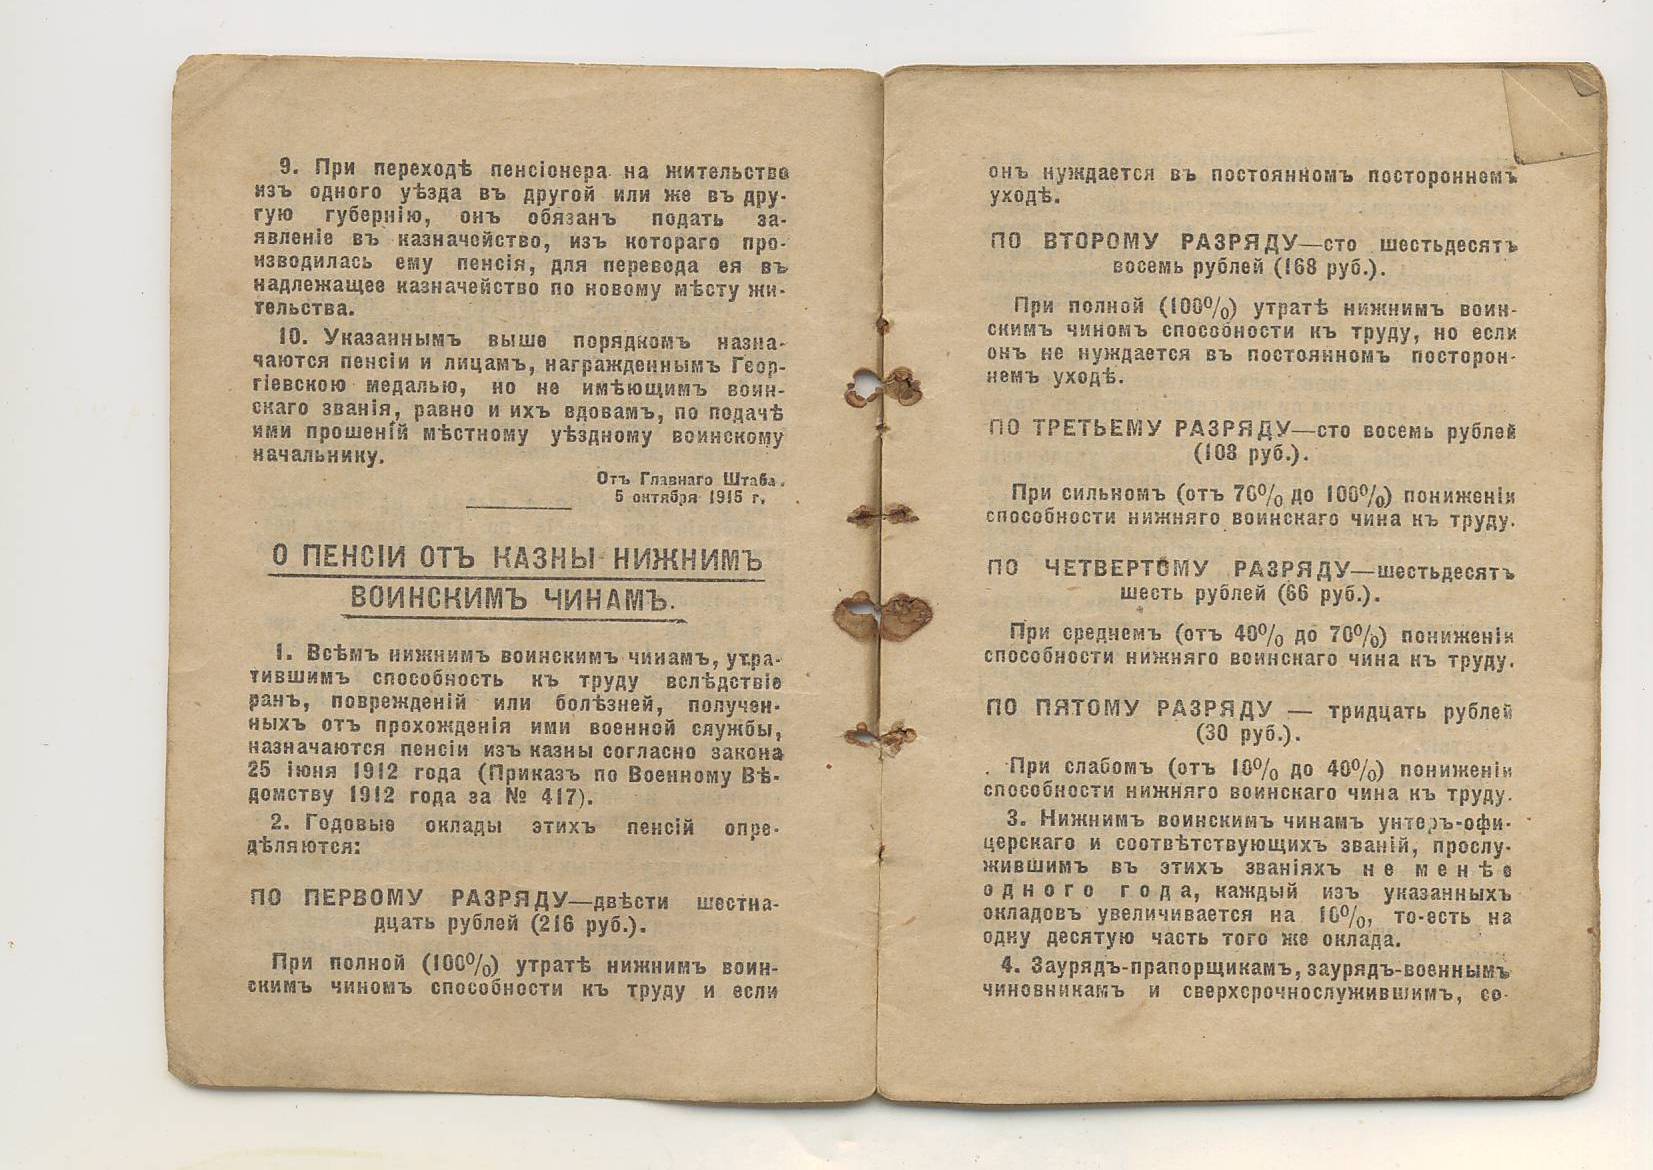 9. При переходѣ пенсіонера на жительство
изъ одного уѣзда въ другой или же въ дру-
гую губернію, онъ обязанъ подать за-
явленіе въ казначейство, изъ котораго про-
изводилась ему пенсія, для перевода ея въ
надлежащее казначейство по новому мѣсту жи-
тельства.
10. Указаннымъ выше порядкомъ назна-
чаются пенсіи и лицамъ, награжденнымъ Геор-
гіевскою медалью, но не имѣющимъ воин-
скаго званія, равно и ихъ вдовамъ, по подачѣ
ими прошеній мѣстному уѣздному воинскому
начальнику.
Отъ Главнаго Штаба.
5 октября 1915 г.
О ПЕНСІИ ОТЪ КАЗНЫ НИЖНИМЪ
ВОИНСКИМЪ ЧИНАМЪ.
1. Всѣмъ нижнимъ воинскимъ чинамъ, утра-
тившимъ способность къ труду вслѣдствіе
ранъ, поврежденій или болѣзней, получен-
ныхъ отъ прохожденія ими военной службы,
назначаются пенсіи изъ казны согласно закона
25 іюня 1912 года (Приказъ по Военному Вѣ-
домству 1912 года за № 417).
2. Годовые оклады этихъ пенсій опре-
дѣляются:
ПО ПЕРВОМУ РАЗРЯДУ—двѣсти шестна-
дцать рублей (216 руб.).
При полной (100%) утратѣ нижнимъ воин-
скимъ чиномъ способности къ труду и если
онъ нуждается въ постоянномъ постороннемъ
уходѣ.
ПО ВТОРОМУ РАЗРЯДУ—сто шестьдесятъ
восемь рублей (168 руб.).
При полной (100%) утратѣ нижнимъ воин-
скимъ чиномъ способности къ труду, но если
онъ не нуждается въ постоянномъ посторон-
немъ уходѣ.
ПО ТРЕТЬЕМУ РАЗРЯДУ—сто восемь рублей
(108 руб.).
При сильномъ (отъ 70% до 100%) пониженіи
способности нижняго воинскаго чина къ труду.
ПО ЧЕТВЕРТОМУ РАЗРЯДУ—шестьдесятъ
шесть рублей (66 руб.).
При среднемъ (отъ 40% до 70%) пониженіи
способности нижняго воинскаго чина къ труду.
ПО ПЯТОМУ РАЗРЯДУ — тридцать рублей
(30 руб.).
При слабомъ (отъ 10% до 40%) пониженіи
способности нижняго воинскаго чина къ труду.
3. Нижнимъ воинскимъ чинамъ унтеръ-офи-
церскаго и соотвѣтствующихъ званій, прослу-
жившимъ въ этихъ званіяхъ не менѣе
одного года, каждый изъ указанныхъ
окладовъ увеличивается на 10%, то-есть на
одну десятую часть того же оклада.
4. Заурядъ-прапорщикамъ, заурядъ-военнымъ
чиновникамъ и сверхсрочнослужившимъ, со-